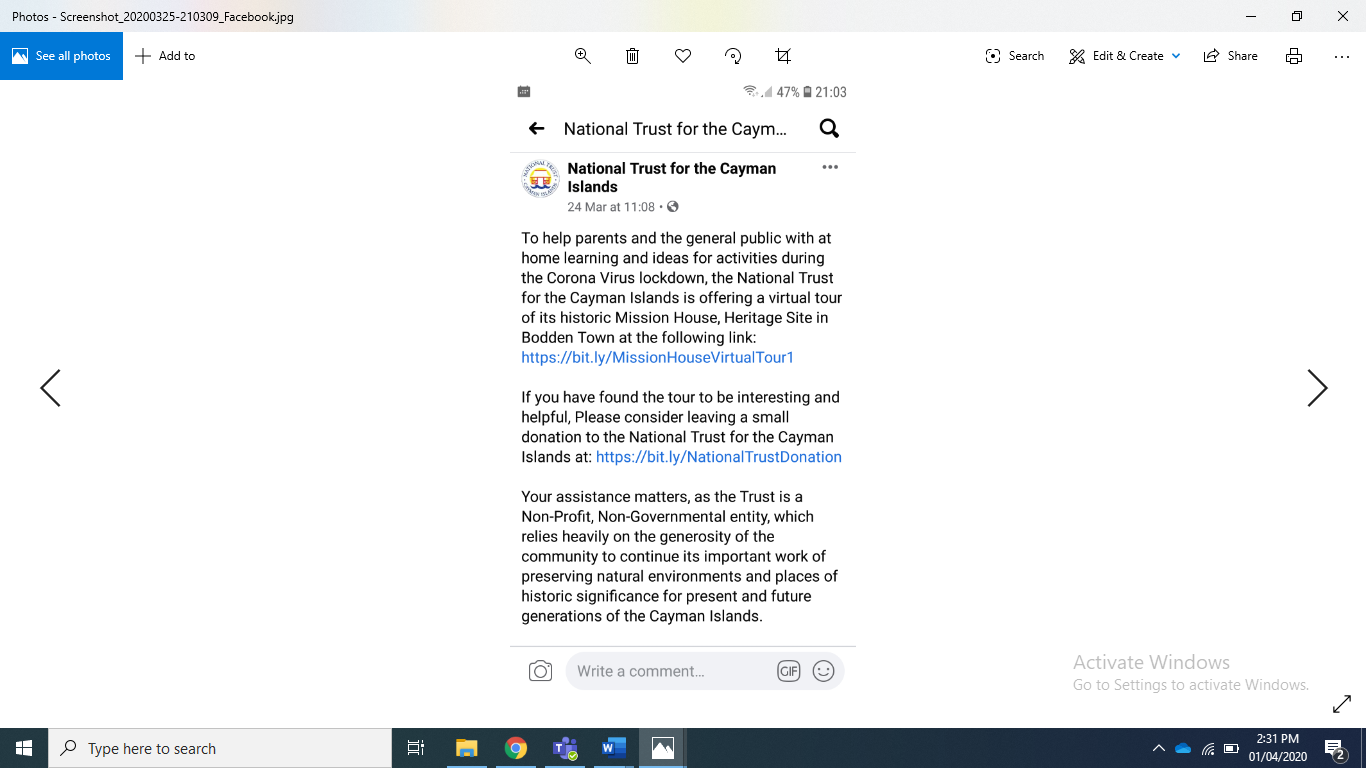 Photos - Screenshot_20200325-210309_Facebook.jpg
See all photos
Add to
Search
Edit & Create
Share
47% 21:03
National Trust for the Caym...
NATIONAL TRUST
CAYMAN ISLANDS
National Trust for the Cayman
Islands
24 Mar at 11:08 •
To help parents and the general public with at
home learning and ideas for activities during
the Corona Virus lockdown, the National Trust
for the Cayman Islands is offering a virtual tour
of its historic Mission House, Heritage Site in
Bodden Town at the following link:
https://bit.ly/MissionHouseVirtualTour1
If you have found the tour to be interesting and
helpful, Please consider leaving a small
donation to the National Trust for the Cayman
Islands at: https://bit.ly/NationalTrustDonation
Your assistance matters, as the Trust is a
Non-Profit, Non-Governmental entity, which
relies heavily on the generosity of the
community to continue its important work of
preserving natural environments and places of
historic significance for present and future
generations of the Cayman Islands.
Write a comment...
GIF
Activate Windows
Go to Settings to activate Windows.
Type here to search
2:31 PM
01/04/2020
2